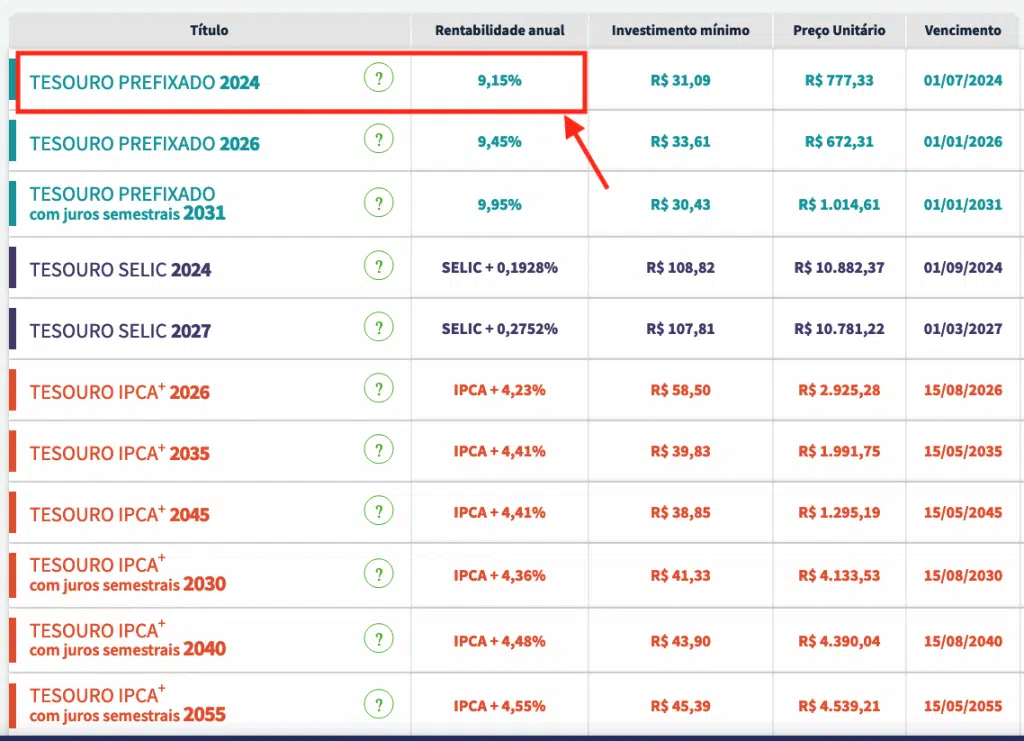 Título Rentabilidade anual Investimento mínimo Preço Unitário Vencimento
TESOURO PREFIXADO 2024 ? 9,15% R$ 31,09 R$ 777,33 01/07/2024
TESOURO PREFIXADO 2026 ? 9,45% R$ 33,61 R$ 672,31 01/01/2026
TESOURO PREFIXADO
com juros semestrais 2031 ? 9,95% R$ 30,43 R$ 1.014,61 01/01/2031
TESOURO SELIC 2024 ? SELIC + 0,1928% R$ 108,82 R$ 10.882,37 01/09/2024
TESOURO SELIC 2027 ? SELIC + 0,2752% R$ 107,81 R$ 10.781,22 01/03/2027
TESOURO IPCA+ 2026 ? IPCA + 4,23% R$ 58,50 R$ 2.925,28 15/08/2026
TESOURO IPCA+ 2035 ? IPCA + 4,41% R$ 39,83 R$ 1.991,75 15/05/2035
TESOURO IPCA+ 2045 ? IPCA + 4,41% R$ 38,85 R$ 1.295,19 15/05/2045
TESOURO IPCA+
com juros semestrais 2030 ? IPCA + 4,36% R$ 41,33 R$ 4.133,53 15/08/2030
TESOURO IPCA+
com juros semestrais 2040 ? IPCA + 4,48% R$ 43,90 R$ 4.390,04 15/08/2040
TESOURO IPCA+
com juros semestrais 2055 ? IPCA + 4,55% R$ 45,39 R$ 4.539,21 15/05/2055